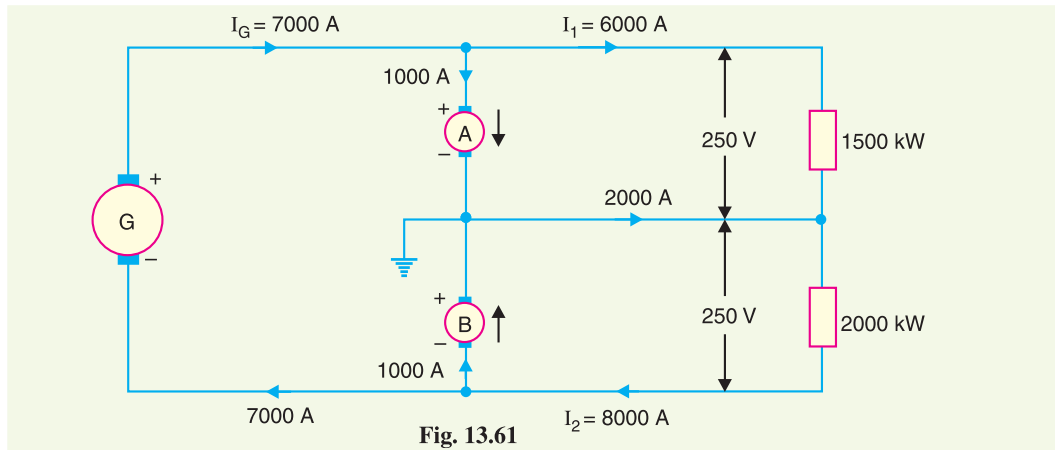 I_G = 7000 A
I_1 = 6000 A
1000 A
+
A
−
250 V
1500 kW
+
G
−
2000 A
+
B
−
250 V
2000 kW
1000 A
7000 A
I_2 = 8000 A
Fig. 13.61